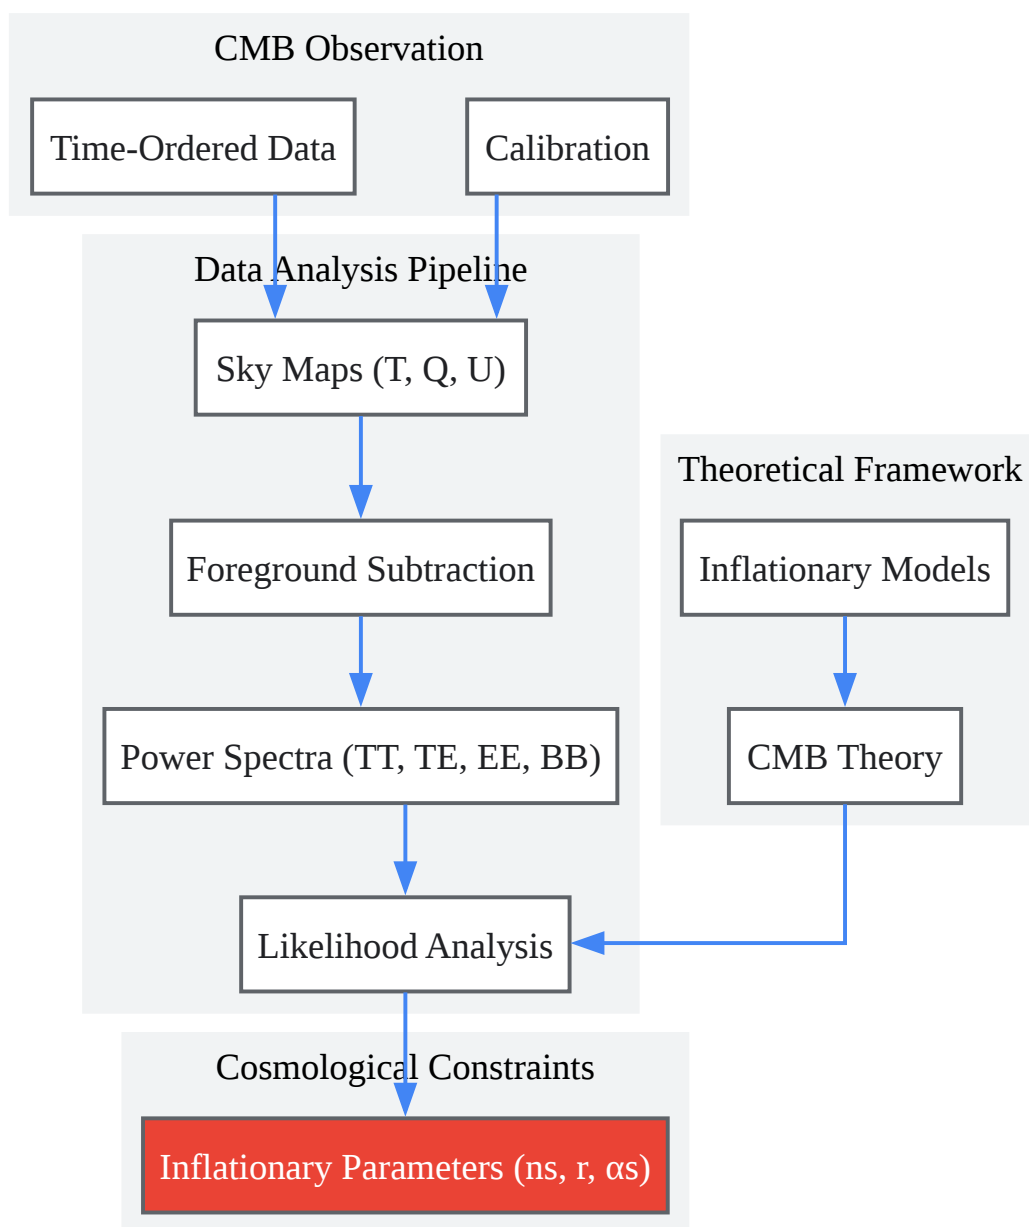 CMB Observation
Time-Ordered Data
Calibration
Data Analysis Pipeline
Sky Maps (T, Q, U)
Theoretical Framework
Foreground Subtraction
Inflationary Models
Power Spectra (TT, TE, EE, BB)
CMB Theory
Likelihood Analysis
Cosmological Constraints
Inflationary Parameters (ns, r, αs)